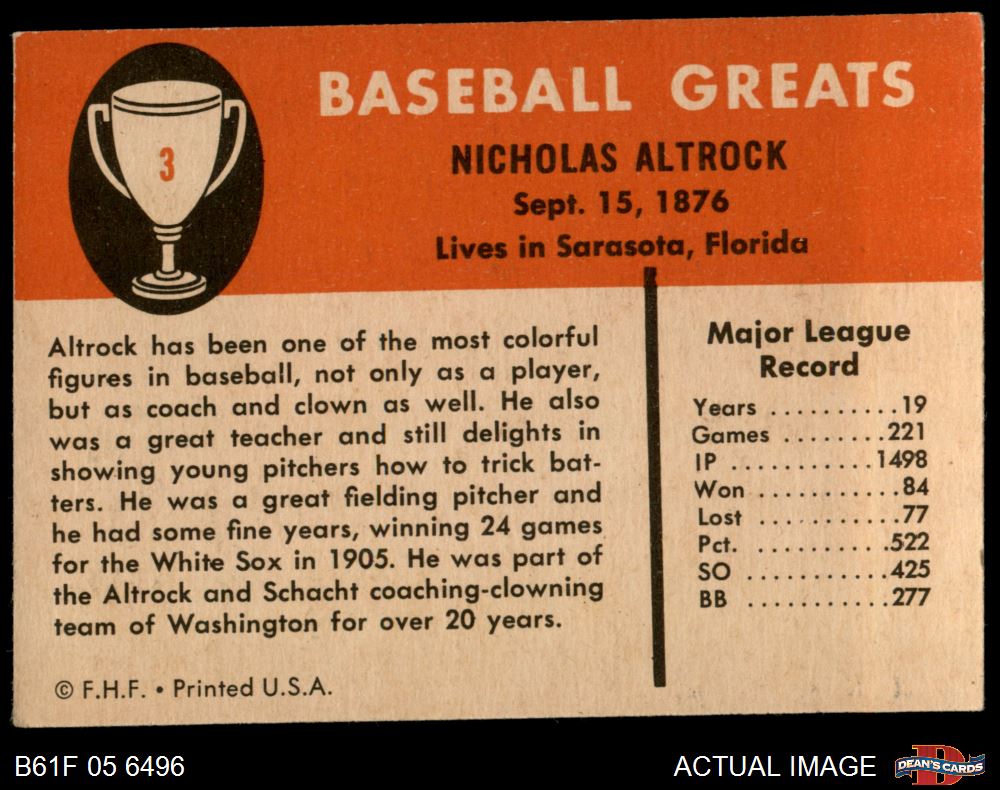 BASEBALL GREATS
3
NICHOLAS ALTROCK
Sept. 15, 1876
Lives in Sarasota, Florida
Altrock has been one of the most colorful
figures in baseball, not only as a player,
but as coach and clown as well. He also
was a great teacher and still delights in
showing young pitchers how to trick bat-
ters. He was a great fielding pitcher and
he had some fine years, winning 24 games
for the White Sox in 1905. He was part of
the Altrock and Schacht coaching-clowning
team of Washington for over 20 years.
© F.H.F. • Printed U.S.A.
Major League
Record
Years ..........19
Games ........221
IP ...........1498
Won ..........84
Lost ..........77
Pct. ..........522
SO ...........425
BB ...........277
B61F 05 6496
ACTUAL IMAGE
D
DEAN'S CARDS